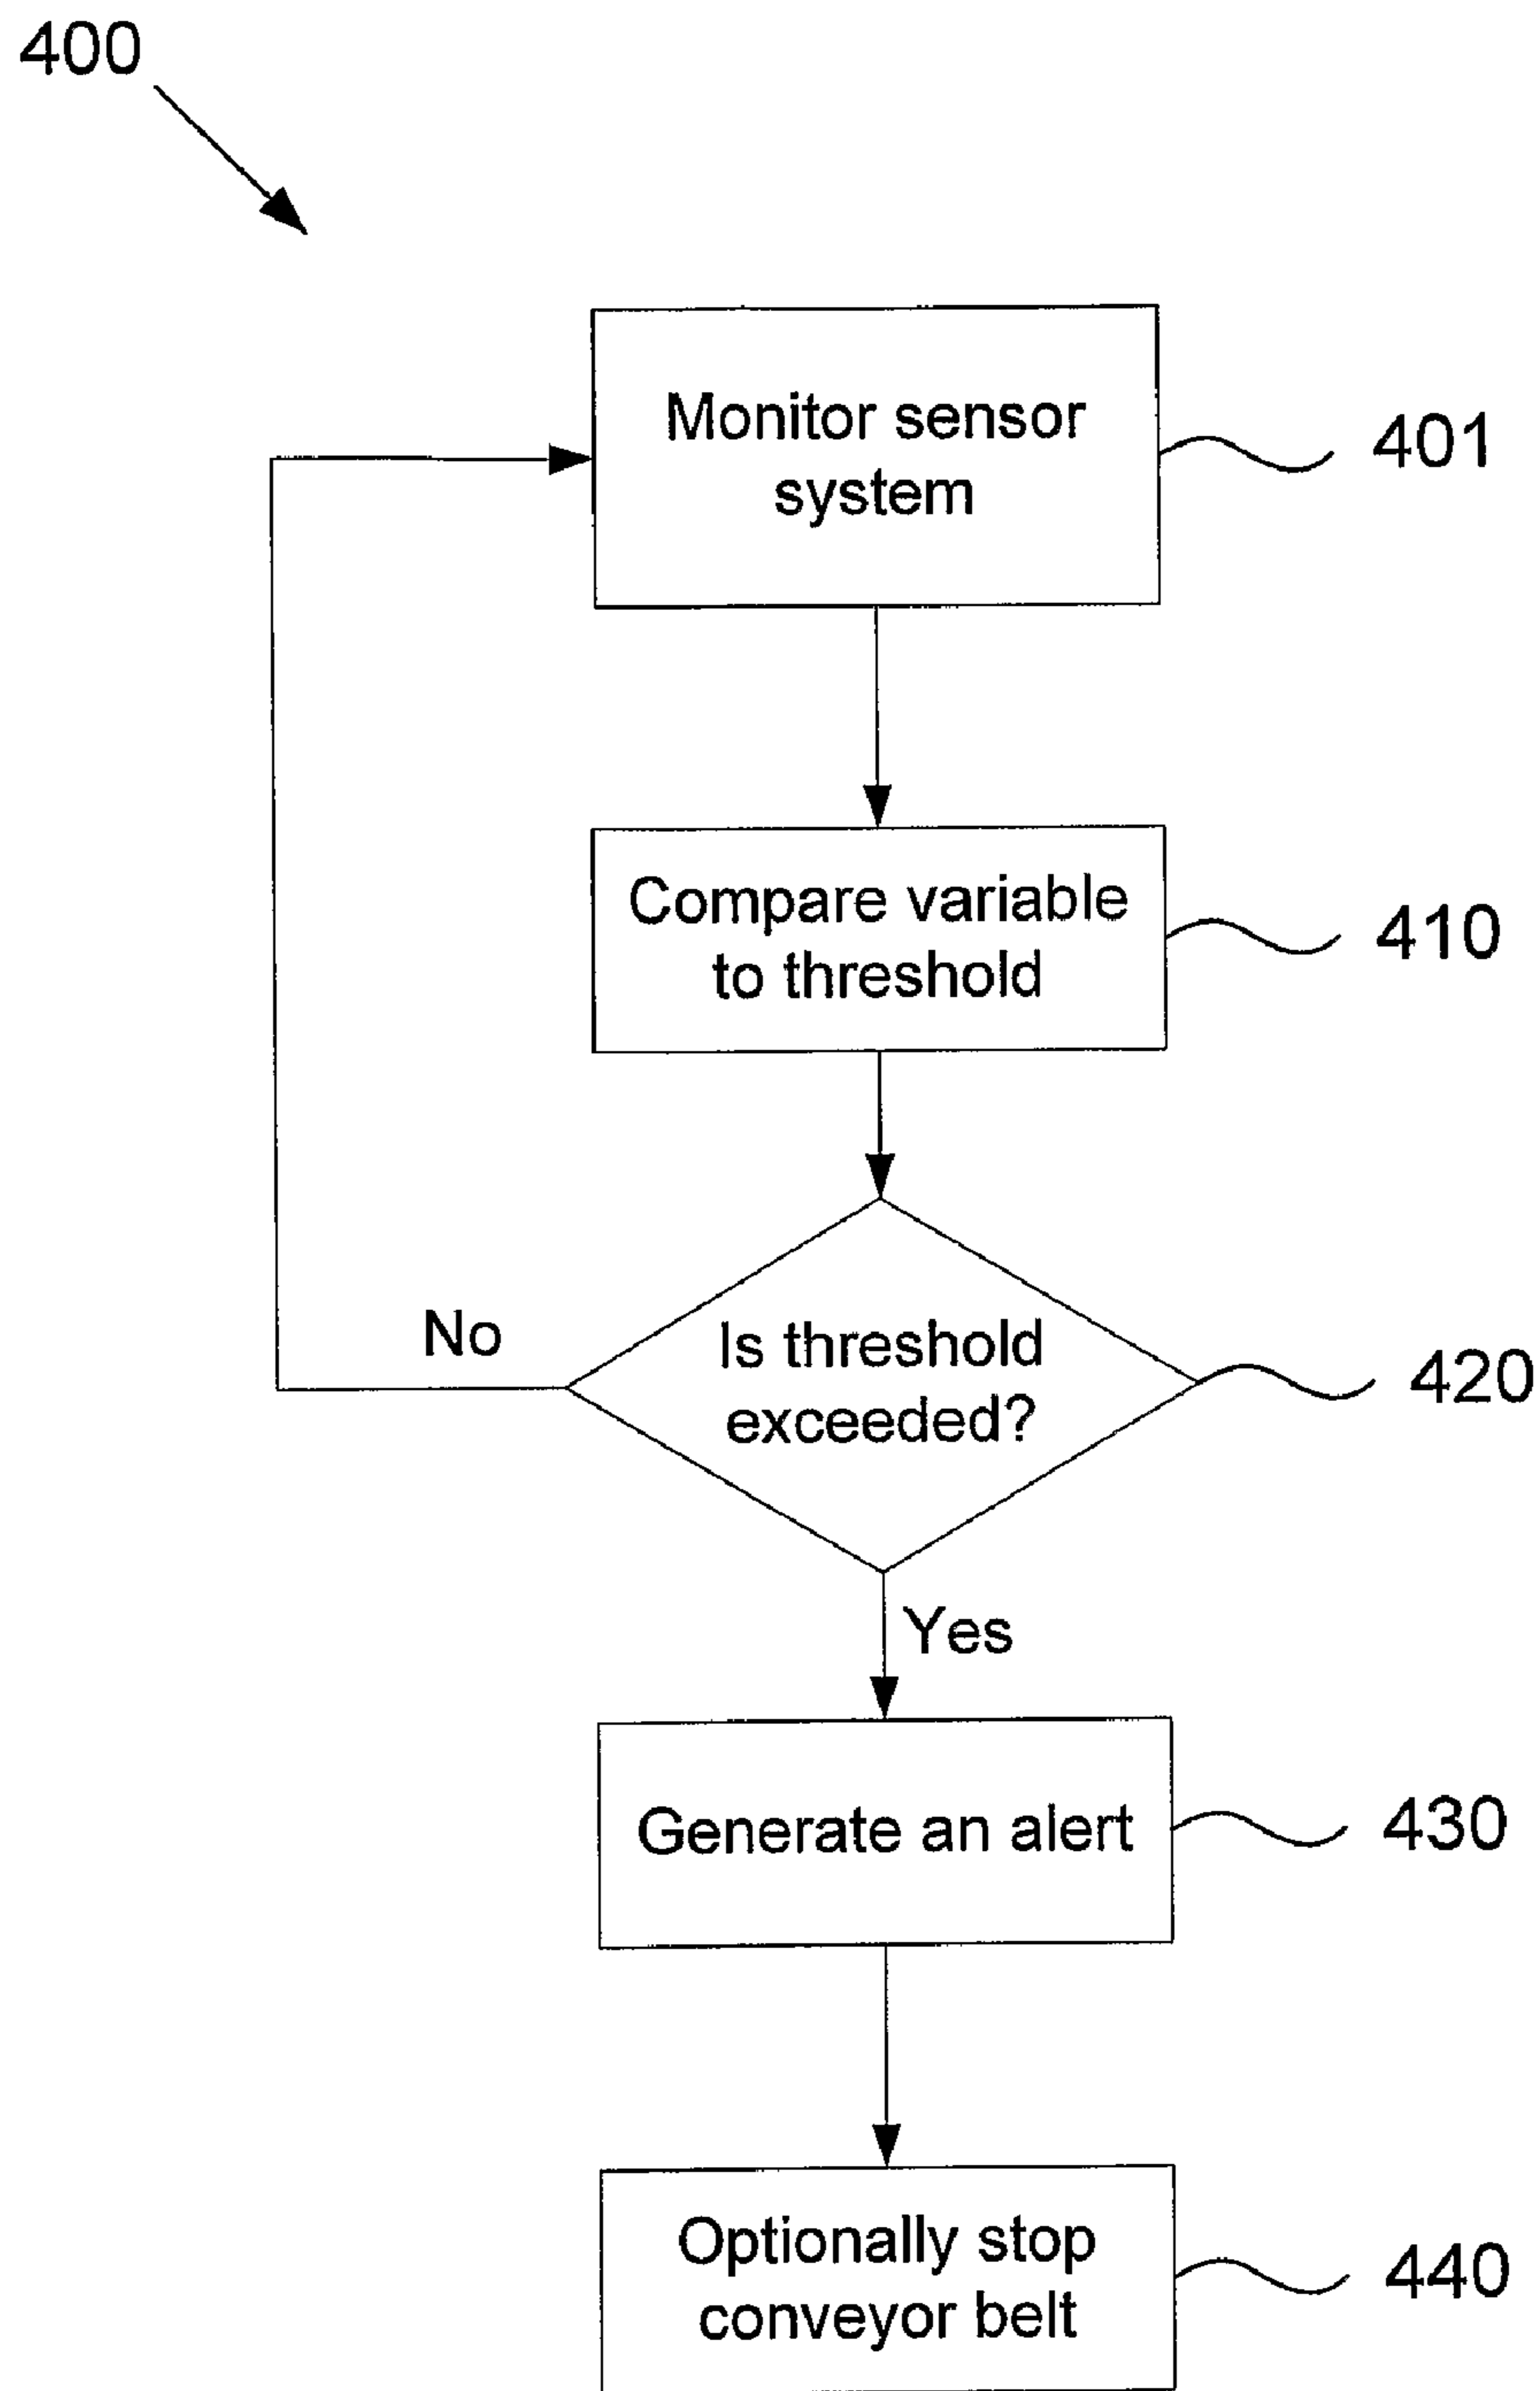 400
Monitor sensor
system
401
Compare variable
to threshold
410
Is threshold
exceeded?
420
No
Yes
Generate an alert
430
Optionally stop
conveyor belt
440